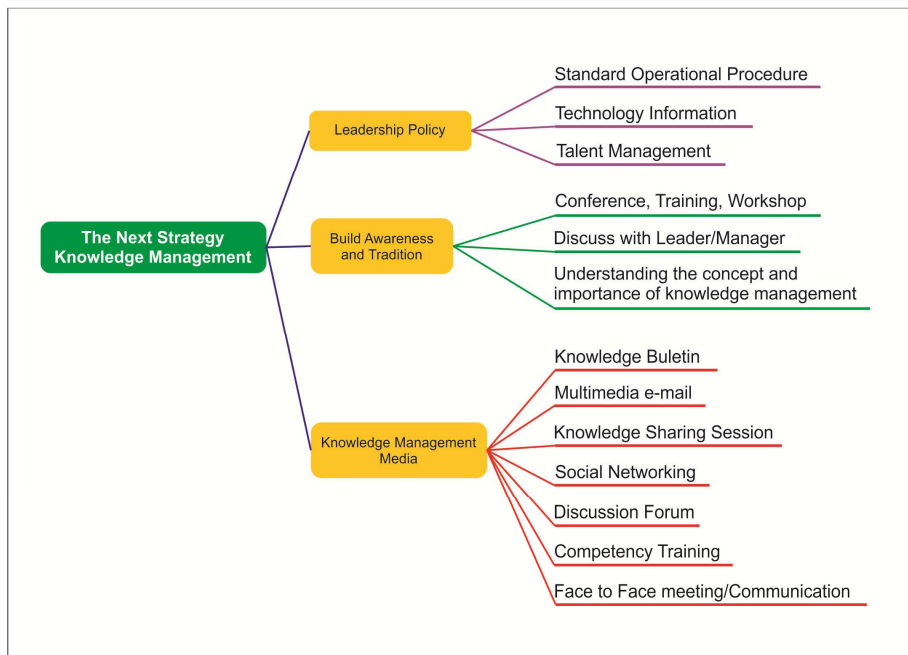 The Next Strategy
Knowledge Management
Leadership Policy
Standard Operational Procedure
Technology Information
Talent Management
Build Awareness
and Tradition
Conference, Training, Workshop
Discuss with Leader/Manager
Understanding the concept and
importance of knowledge management
Knowledge Management
Media
Knowledge Buletin
Multimedia e-mail
Knowledge Sharing Session
Social Networking
Discussion Forum
Competency Training
Face to Face meeting/Communication